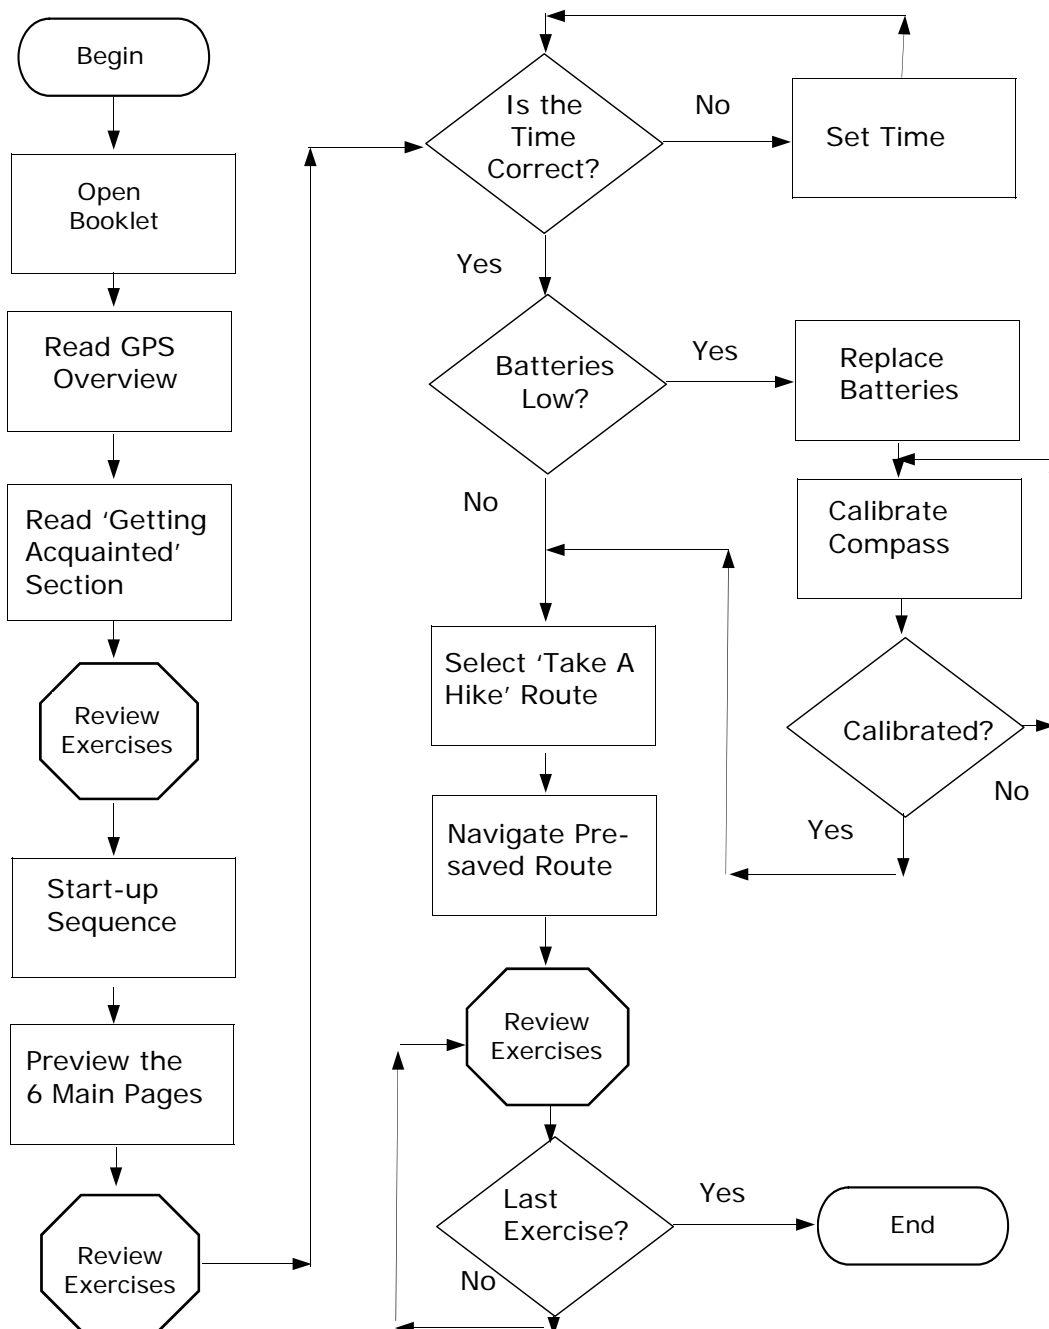 Begin
Open
Booklet
Read GPS
Overview
Read ‘Getting
Acquainted’
Section
Review
Exercises
Start-up
Sequence
Preview the
6 Main Pages
Review
Exercises
Is the
Time
Correct?
No
Set Time
Yes
Batteries
Low?
Yes
Replace
Batteries
No
Calibrate
Compass
Calibrated?
No
Yes
Select ‘Take A
Hike’ Route
Navigate Pre-
saved Route
Review
Exercises
Last
Exercise?
Yes
End
No